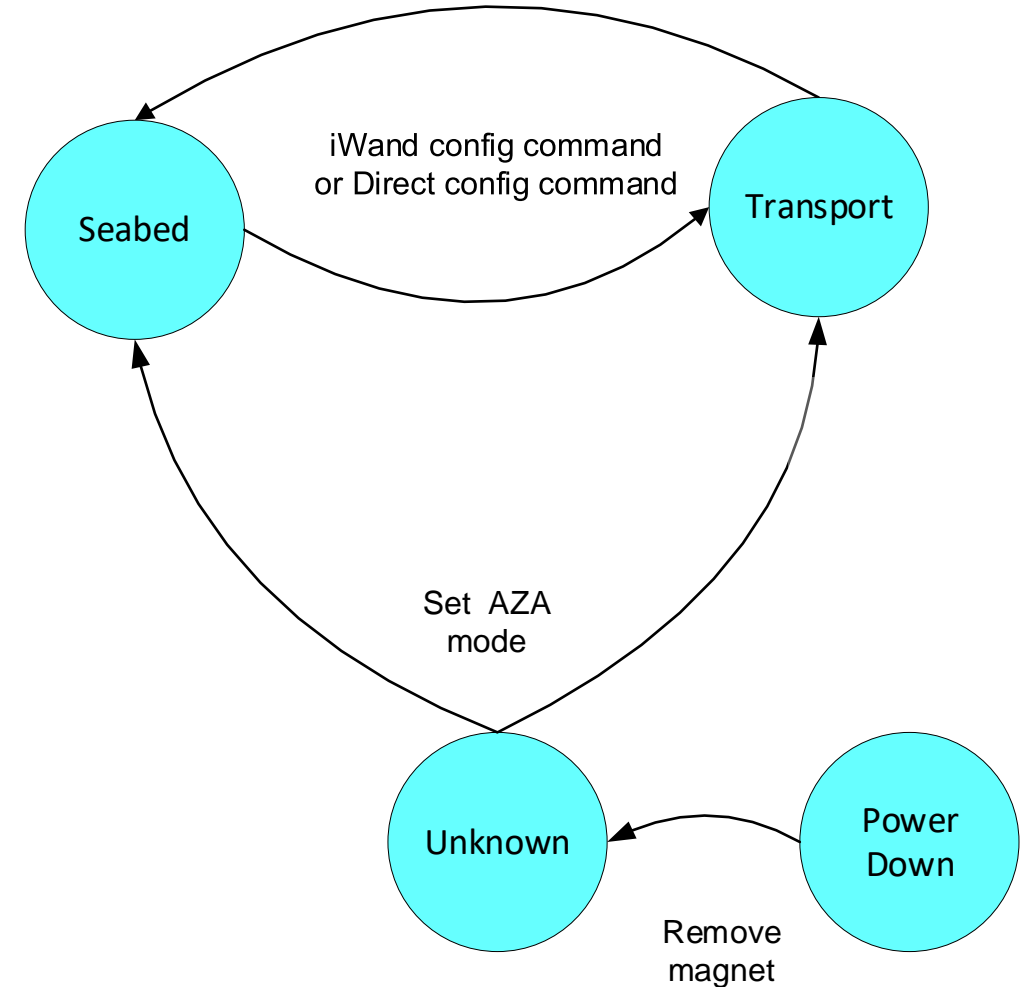 iWand config command
or Direct config command
Seabed
Transport
Set AZA
mode
Unknown
Power
Down
Remove
magnet